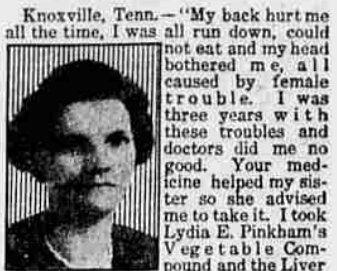 Knoxville, Tenn.—"My back hurt me
all the time, I was all run down, could
not eat and my head
bothered me, all
caused by female
trouble. I was
three years with
these troubles and
doctors did me no
good. Your med-
icine helped my sis-
ter so she advised
me to take it. I took
Lydia E. Pinkham's
Vegetable Com-
pound and the Liver